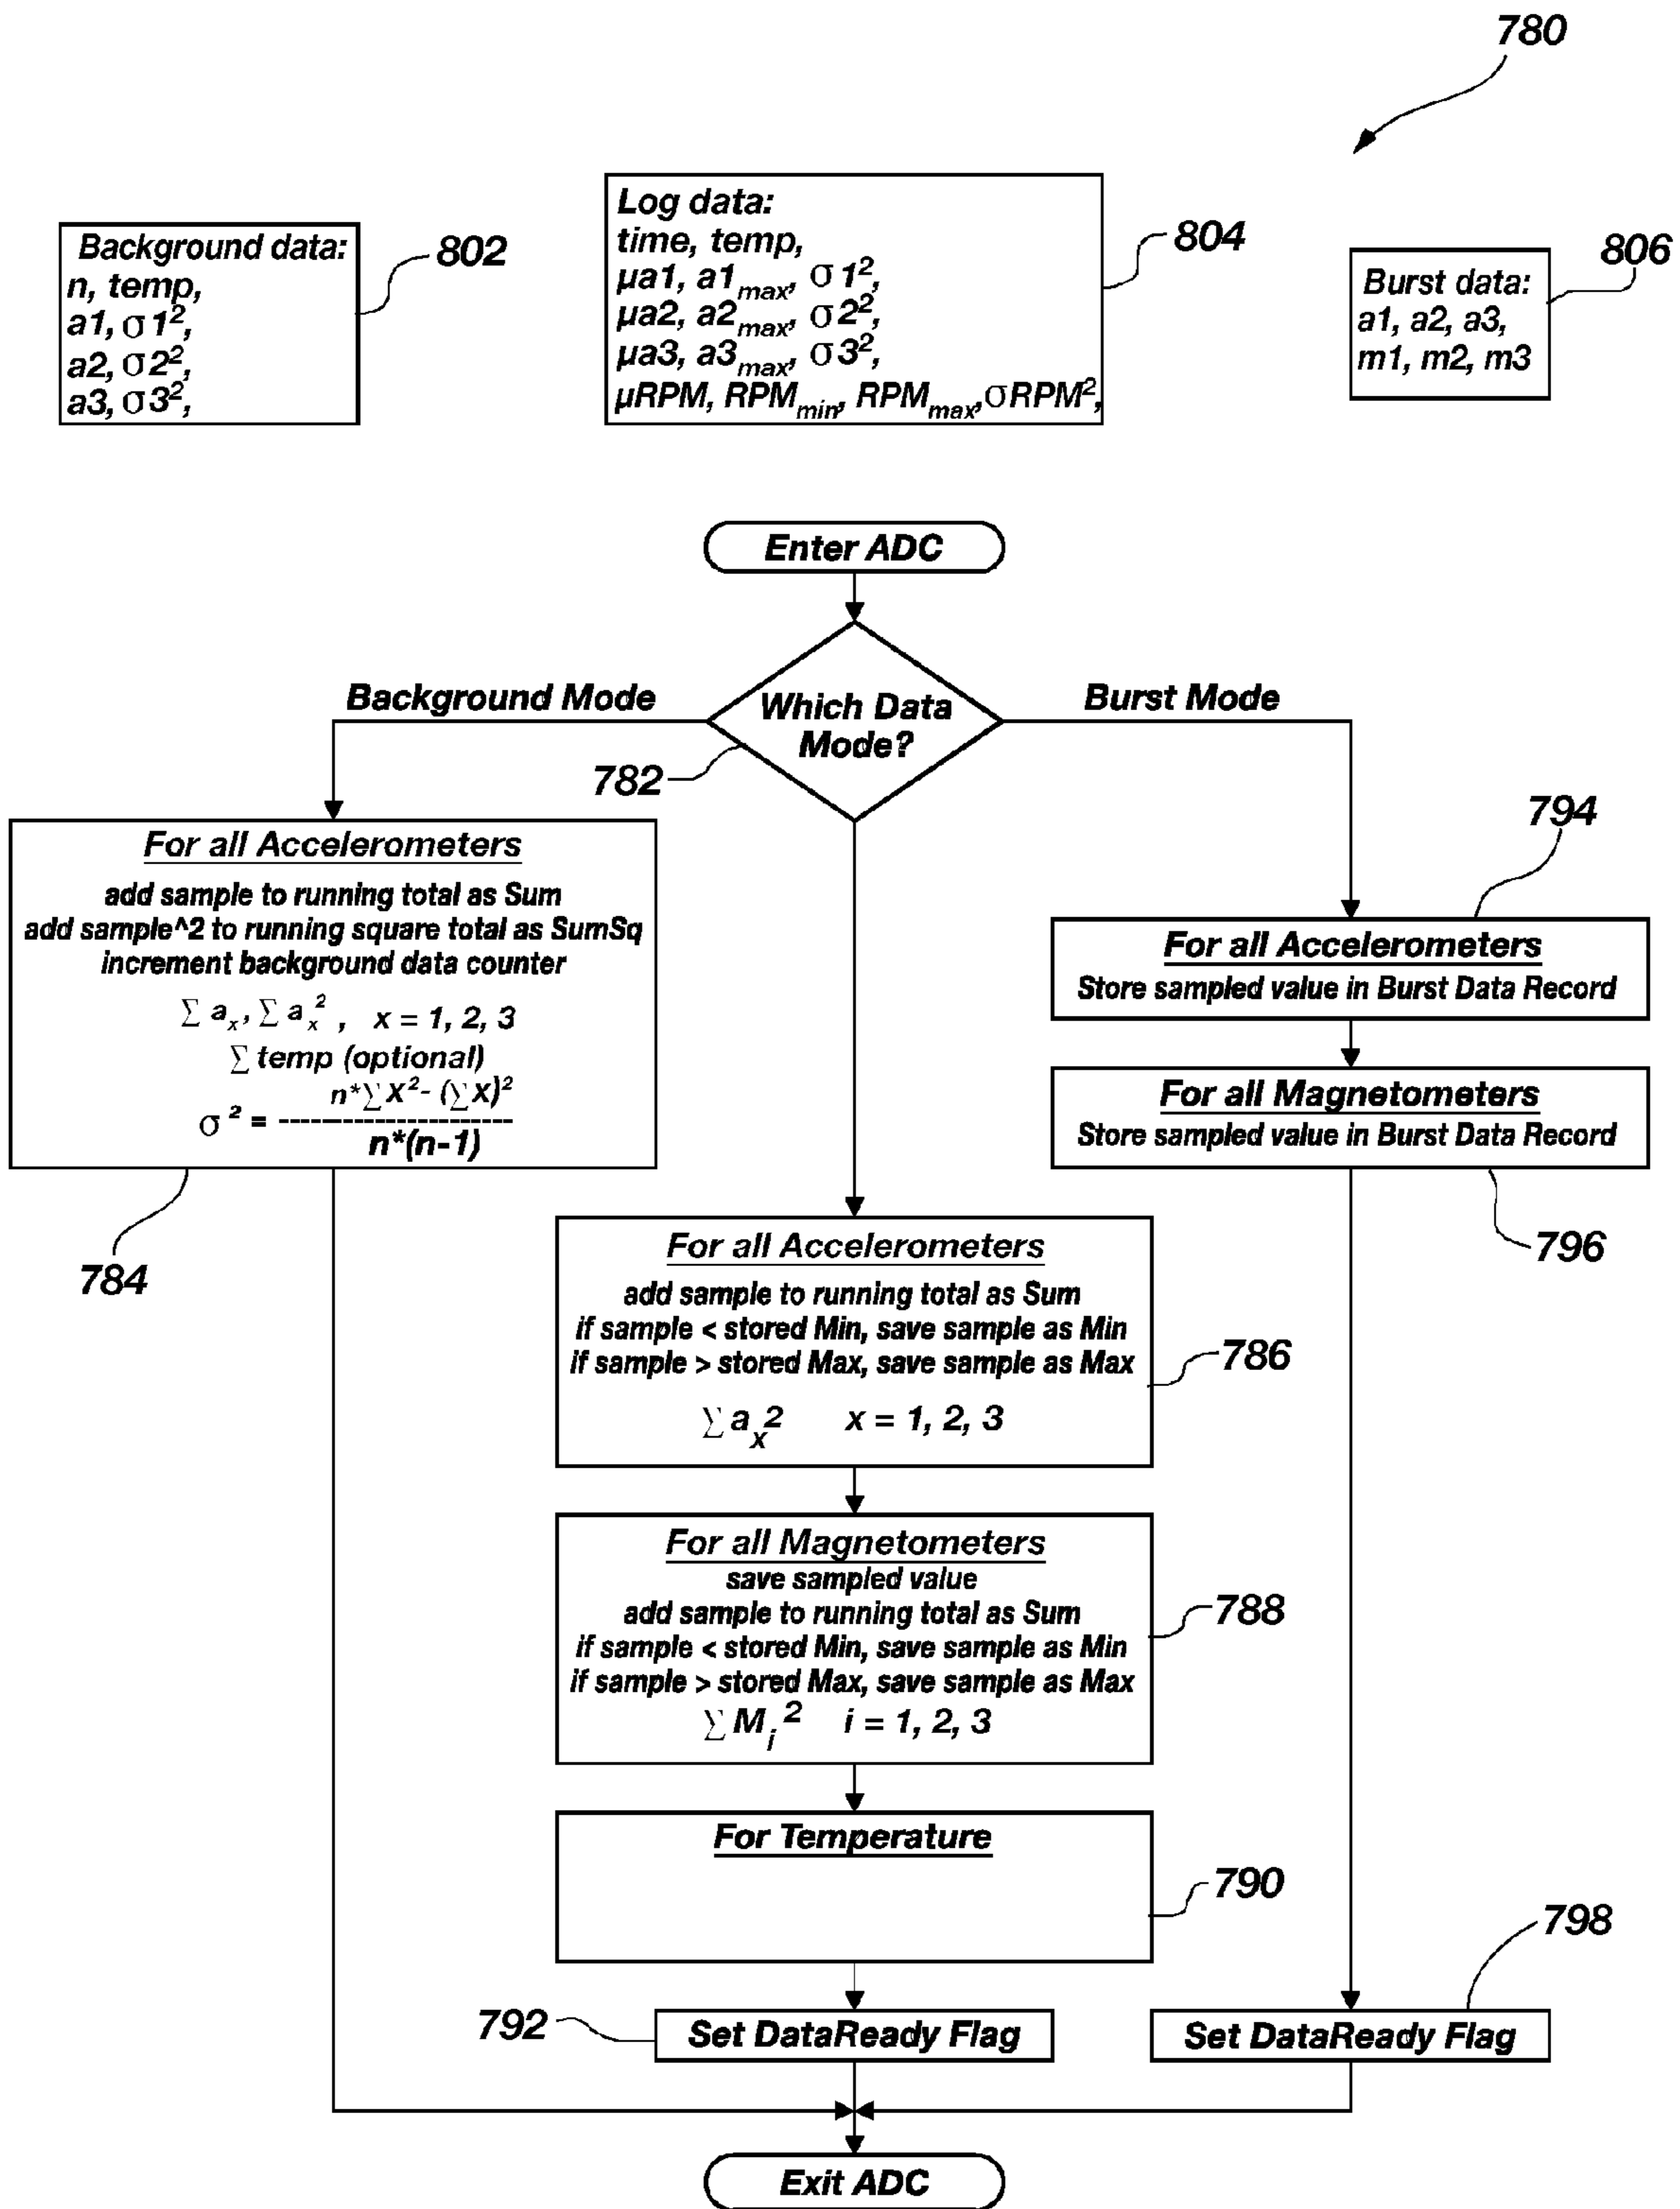 780
Background data:
n, temp,
a1, σ1²,
a2, σ2²,
a3, σ3²,
802
Log data:
time, temp,
µa1, a1max, σ1²,
µa2, a2max, σ2²,
µa3, a3max, σ3²,
µRPM, RPMmin, RPMmax, σRPM²,
804
Burst data:
a1, a2, a3,
m1, m2, m3
806
Enter ADC
Background Mode
Which Data
Mode?
Burst Mode
782
For all Accelerometers
add sample to running total as Sum
add sample^2 to running square total as SumSq
increment background data counter
∑ aₓ, ∑ aₓ², x = 1, 2, 3
∑ temp (optional)
n*∑X²- (∑X)²
σ² = --------------------
n*(n-1)
784
794
For all Accelerometers
Store sampled value in Burst Data Record
For all Magnetometers
Store sampled value in Burst Data Record
796
For all Accelerometers
add sample to running total as Sum
if sample < stored Min, save sample as Min
if sample > stored Max, save sample as Max
∑ aₓ2 x = 1, 2, 3
786
For all Magnetometers
save sampled value
add sample to running total as Sum
if sample < stored Min, save sample as Min
if sample > stored Max, save sample as Max
∑ Mᵢ² i = 1, 2, 3
788
For Temperature
790
792
Set DataReady Flag
798
Set DataReady Flag
Exit ADC